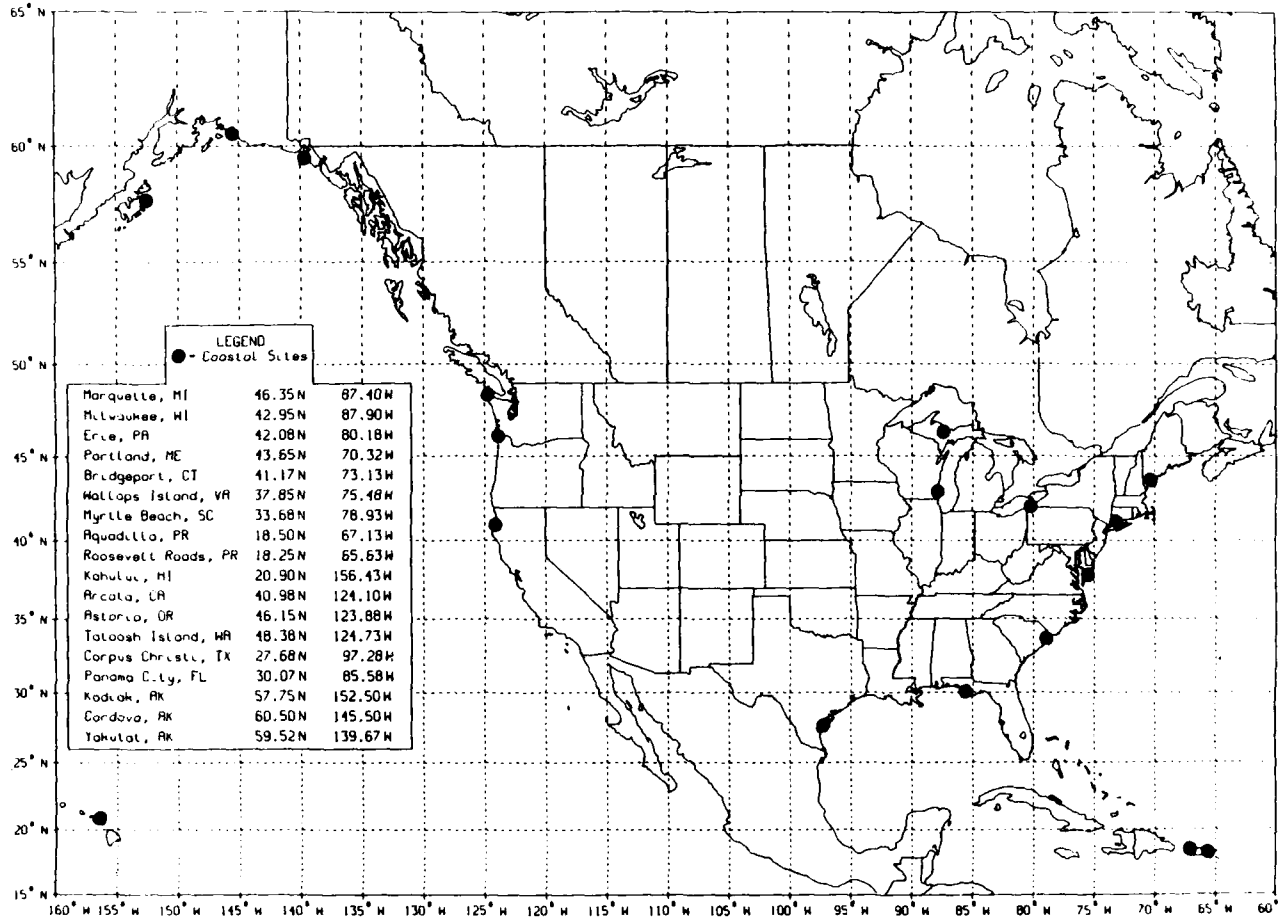 65° N
60° N
55° N
50° N
45° N
40° N
35° N
30° N
25° N
20° N
15° N
LEGEND
● - Coastal Sites
Marquette, MI 46.35N 87.40W
Milwaukee, WI 42.95N 87.90W
Erie, PA 42.08N 80.18W
Portland, ME 43.65N 70.32W
Bridgeport, CT 41.17N 73.13W
Wallops Island, VA 37.85N 75.48W
Myrtle Beach, SC 33.68N 78.93W
Aquadilla, PR 18.50N 67.13W
Roosevelt Roads, PR 18.25N 65.63W
Kahului, HI 20.90N 156.43W
Arcata, CA 40.98N 124.10W
Astoria, OR 46.15N 123.88W
Tatoosh Island, WA 48.38N 124.73W
Corpus Christi, TX 27.68N 97.28W
Panama City, FL 30.07N 85.58W
Kodiak, AK 57.75N 152.50W
Cordova, AK 60.50N 145.50W
Yakutat, AK 59.52N 139.67W
160° W 155° W 150° W 145° W 140° W 135° W 130° W 125° W 120° W 115° W 110° W 105° W 100° W 95° W 90° W 85° W 80° W 75° W 70° W 65° W 60°